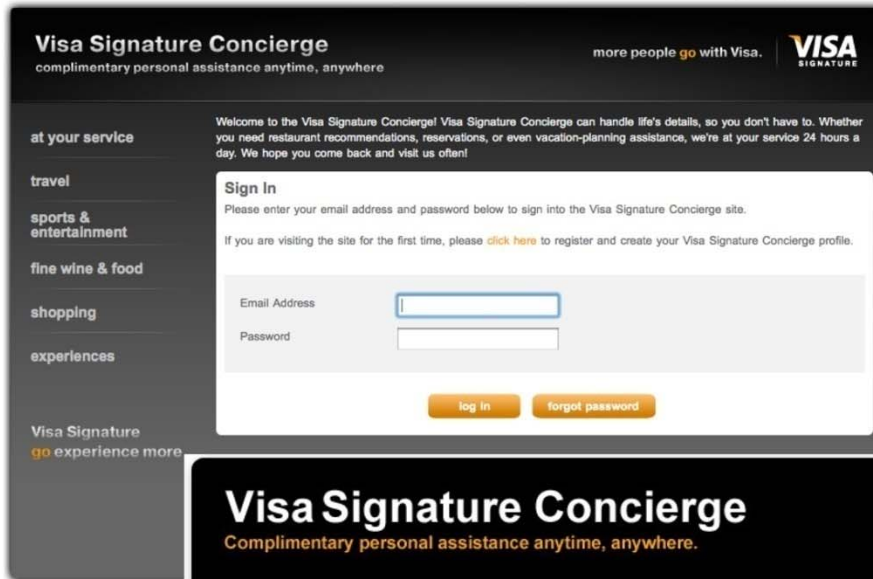 Visa Signature Concierge
complimentary personal assistance anytime, anywhere
more people go with Visa.
VISA
SIGNATURE
at your service
travel
sports &
entertainment
fine wine & food
shopping
experiences
Visa Signature
go experience more
Welcome to the Visa Signature Concierge! Visa Signature Concierge can handle life's details, so you don't have to. Whether
you need restaurant recommendations, reservations, or even vacation-planning assistance, we're at your service 24 hours a
day. We hope you come back and visit us often!
Sign In
Please enter your email address and password below to sign into the Visa Signature Concierge site.
If you are visiting the site for the first time, please click here to register and create your Visa Signature Concierge profile.
Email Address
Password
log in
forgot password
Visa Signature Concierge
Complimentary personal assistance anytime, anywhere.